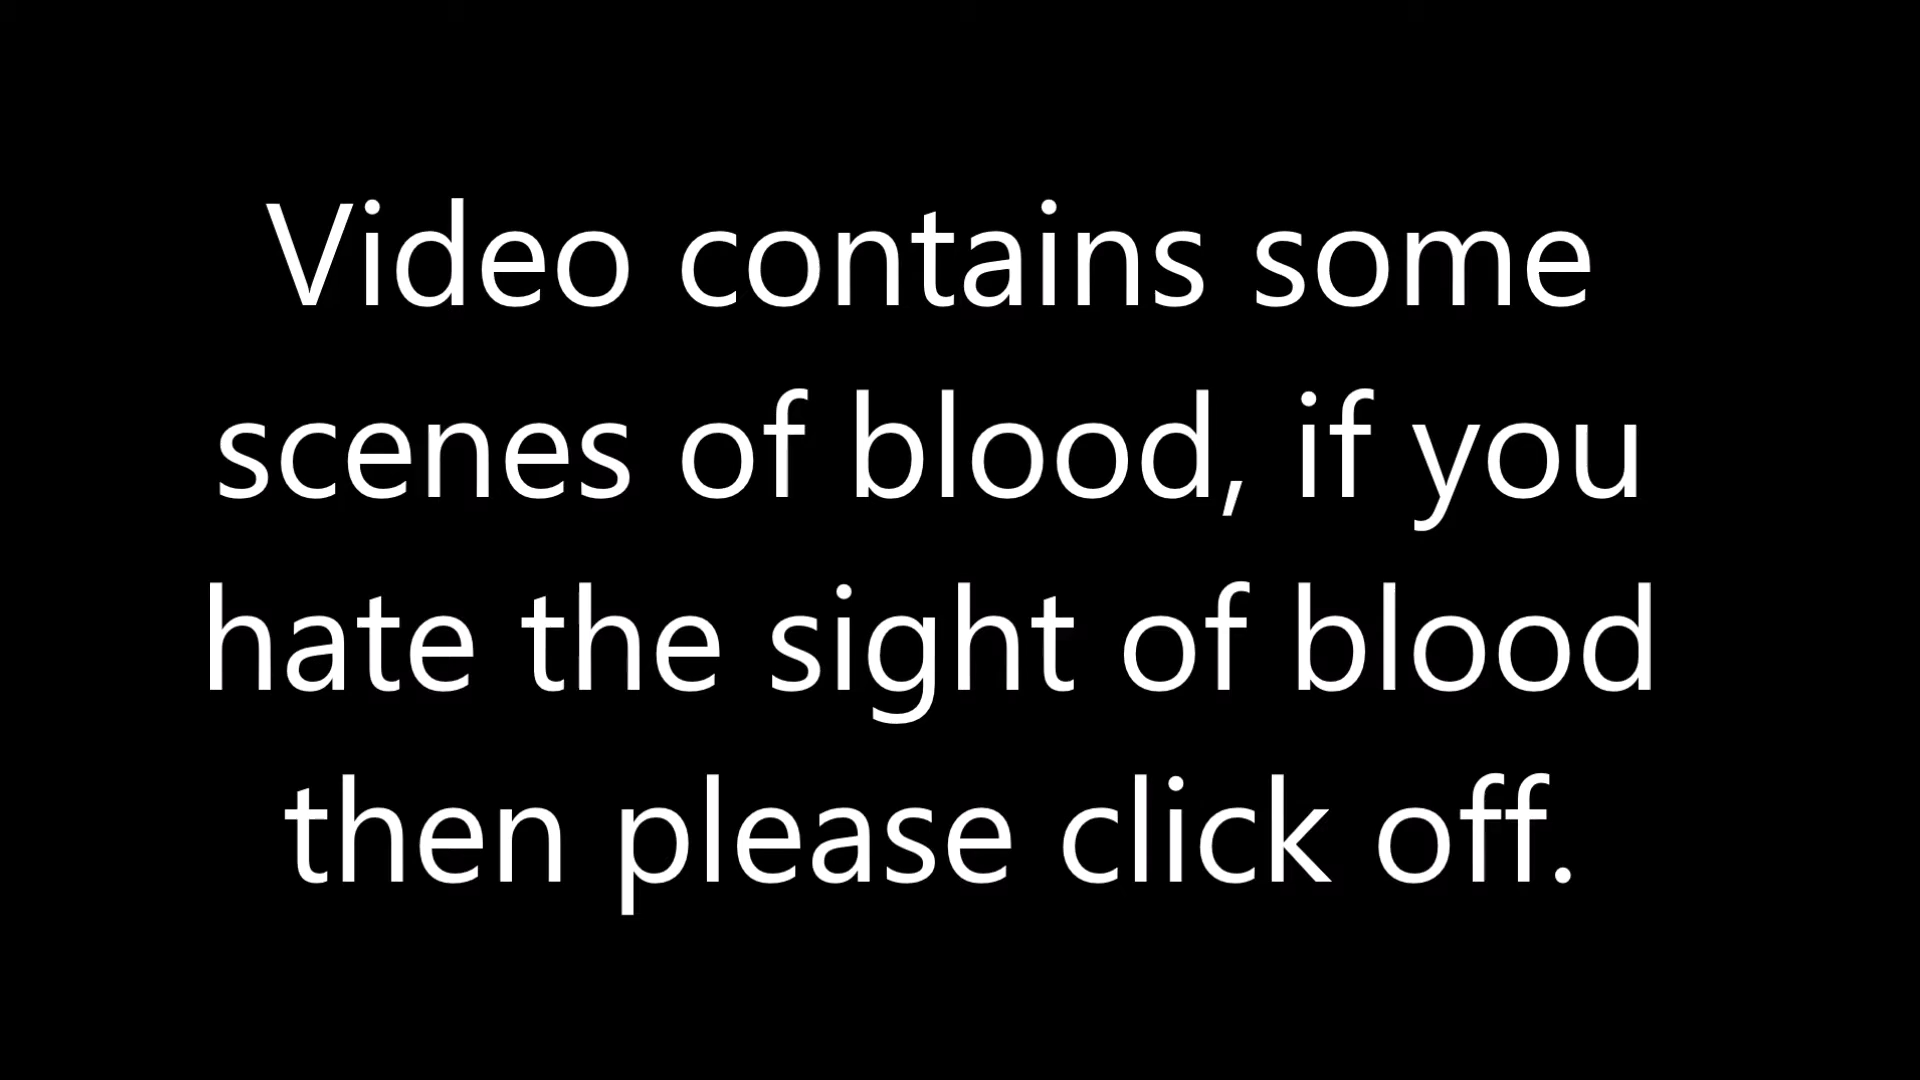 Video contains some
scenes of blood, if you
hate the sight of blood
then please click off.